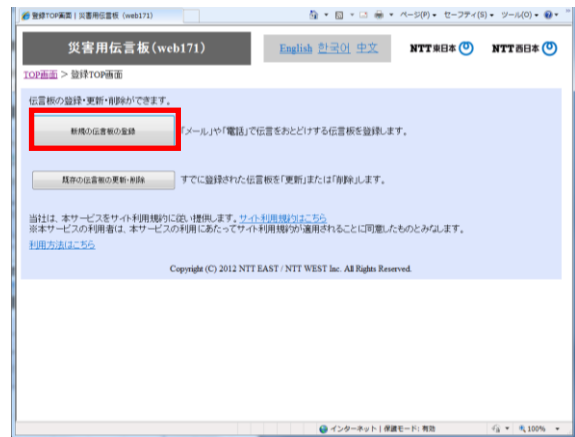 登録TOP画面 | 災害用伝言板 (web171)
ページ(P) セーフティ(S) ツール(O)
災害用伝言板(web171)
English 한국어 中文 NTT東日本 NTT西日本
TOP画面 > 登録TOP画面
伝言板の登録・更新・削除ができます。
新規の伝言板の登録 「メール」や「電話」で伝言をおとどけする伝言板を登録します。
既存の伝言板の更新・削除 すでに登録された伝言板を「更新」または「削除」します。
当社は、本サービスをサイト利用規約に従い提供します。サイト利用規約はこちら
※本サービスの利用者は、本サービスの利用にあたってサイト利用規約が適用されることに同意したものとみなします。
利用方法はこちら
Copyright (C) 2012 NTT EAST / NTT WEST Inc. All Rights Reserved.
インターネット | 保護モード: 有効 100%